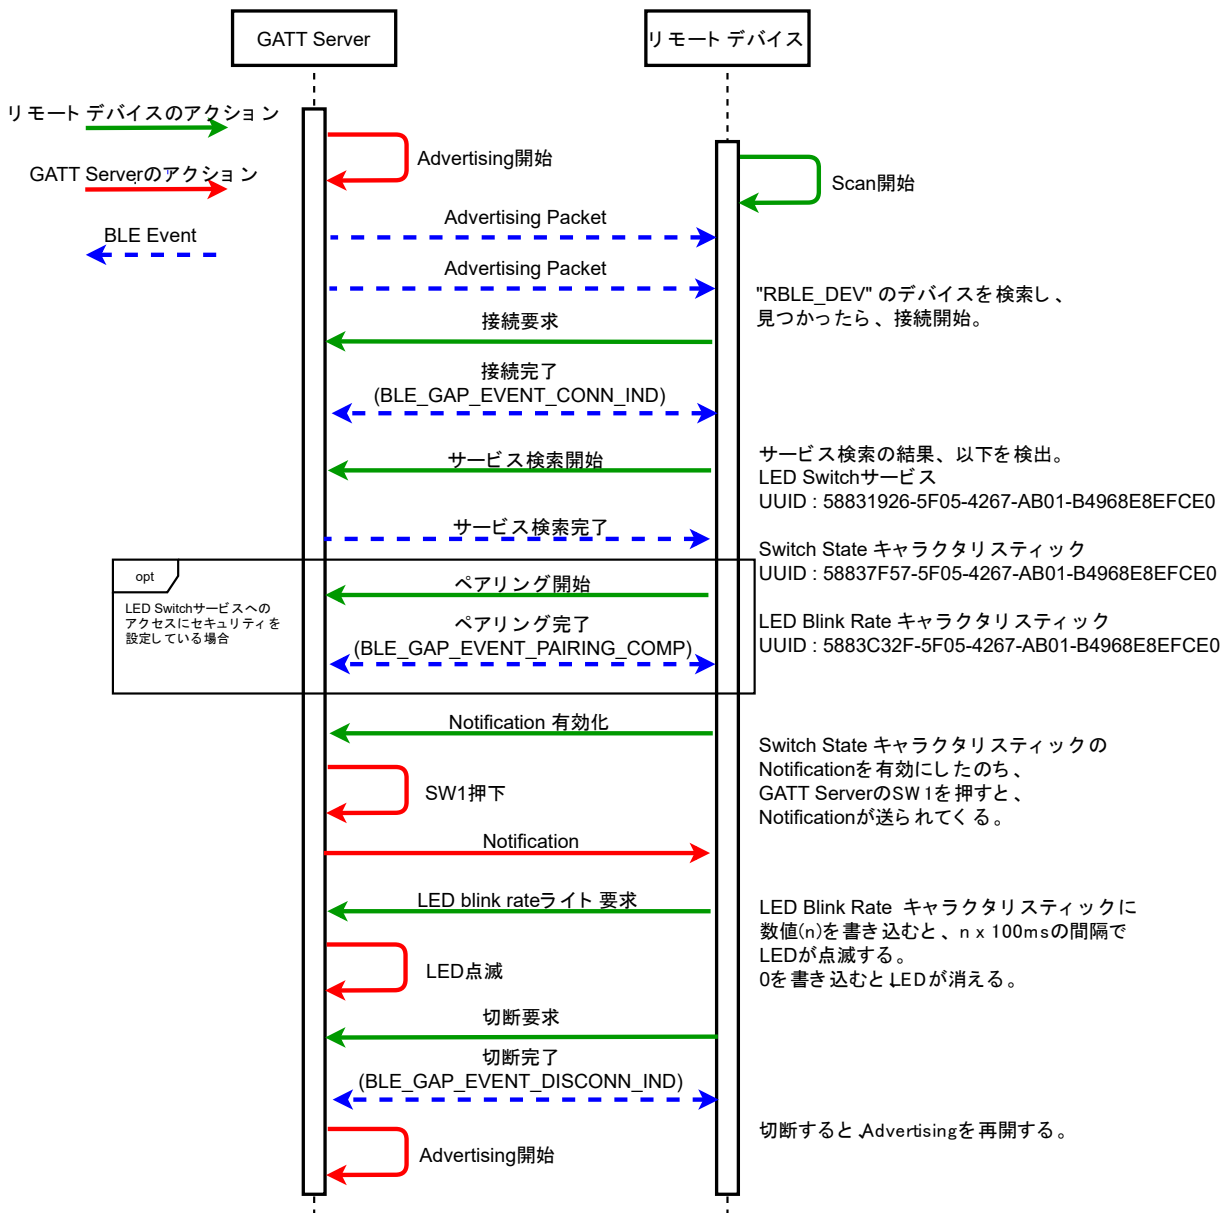 GATT Server
リモートデバイス
リモートデバイスのアクション
Advertising開始
GATT Serverのアクション
Scan開始
Advertising Packet
BLE Event
Advertising Packet
"RBLE_DEV" のデバイスを検索し、
見つかったら、接続開始。
接続要求
接続完了
(BLE_GAP_EVENT_CONN_IND)
サービス検索開始
サービス検索の結果、以下を検出。
LED Switchサービス
UUID : 58831926-5F05-4267-AB01-B4968E8EFCE0
サービス検索完了
Switch State キャラクタリスティック
UUID : 58837F57-5F05-4267-AB01-B4968E8EFCE0
opt
LED Switchサービスへの
アクセスにセキュリティを
設定している場合
ペアリング開始
ペアリング完了
(BLE_GAP_EVENT_PAIRING_COMP)
LED Blink Rate キャラクタリスティック
UUID : 5883C32F-5F05-4267-AB01-B4968E8EFCE0
Notification 有効化
Switch State キャラクタリスティックの
Notificationを有効にしたのち、
GATT ServerのSW1を押すと、
Notificationが送られてくる。
SW1押下
Notification
LED blink rateライト要求
LED Blink Rate キャラクタリスティックに
数値(n)を書き込むと、n x 100msの間隔で
LEDが点滅する。
0を書き込むとLEDが消える。
LED点滅
切断要求
切断完了
(BLE_GAP_EVENT_DISCONN_IND)
切断すると、Advertisingを再開する。
Advertising開始